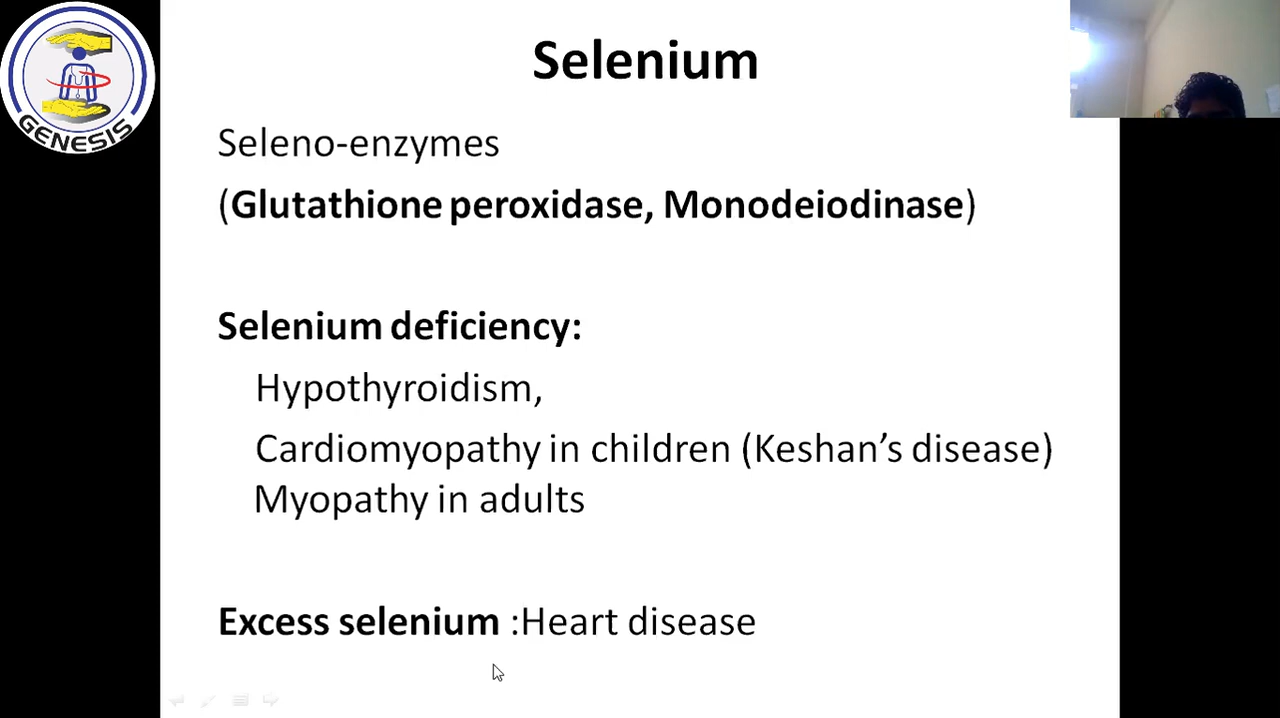 GENESIS
Selenium
Seleno-enzymes
(Glutathione peroxidase, Monodeiodinase)
Selenium deficiency:
Hypothyroidism,
Cardiomyopathy in children (Keshan’s disease)
Myopathy in adults
Excess selenium :Heart disease